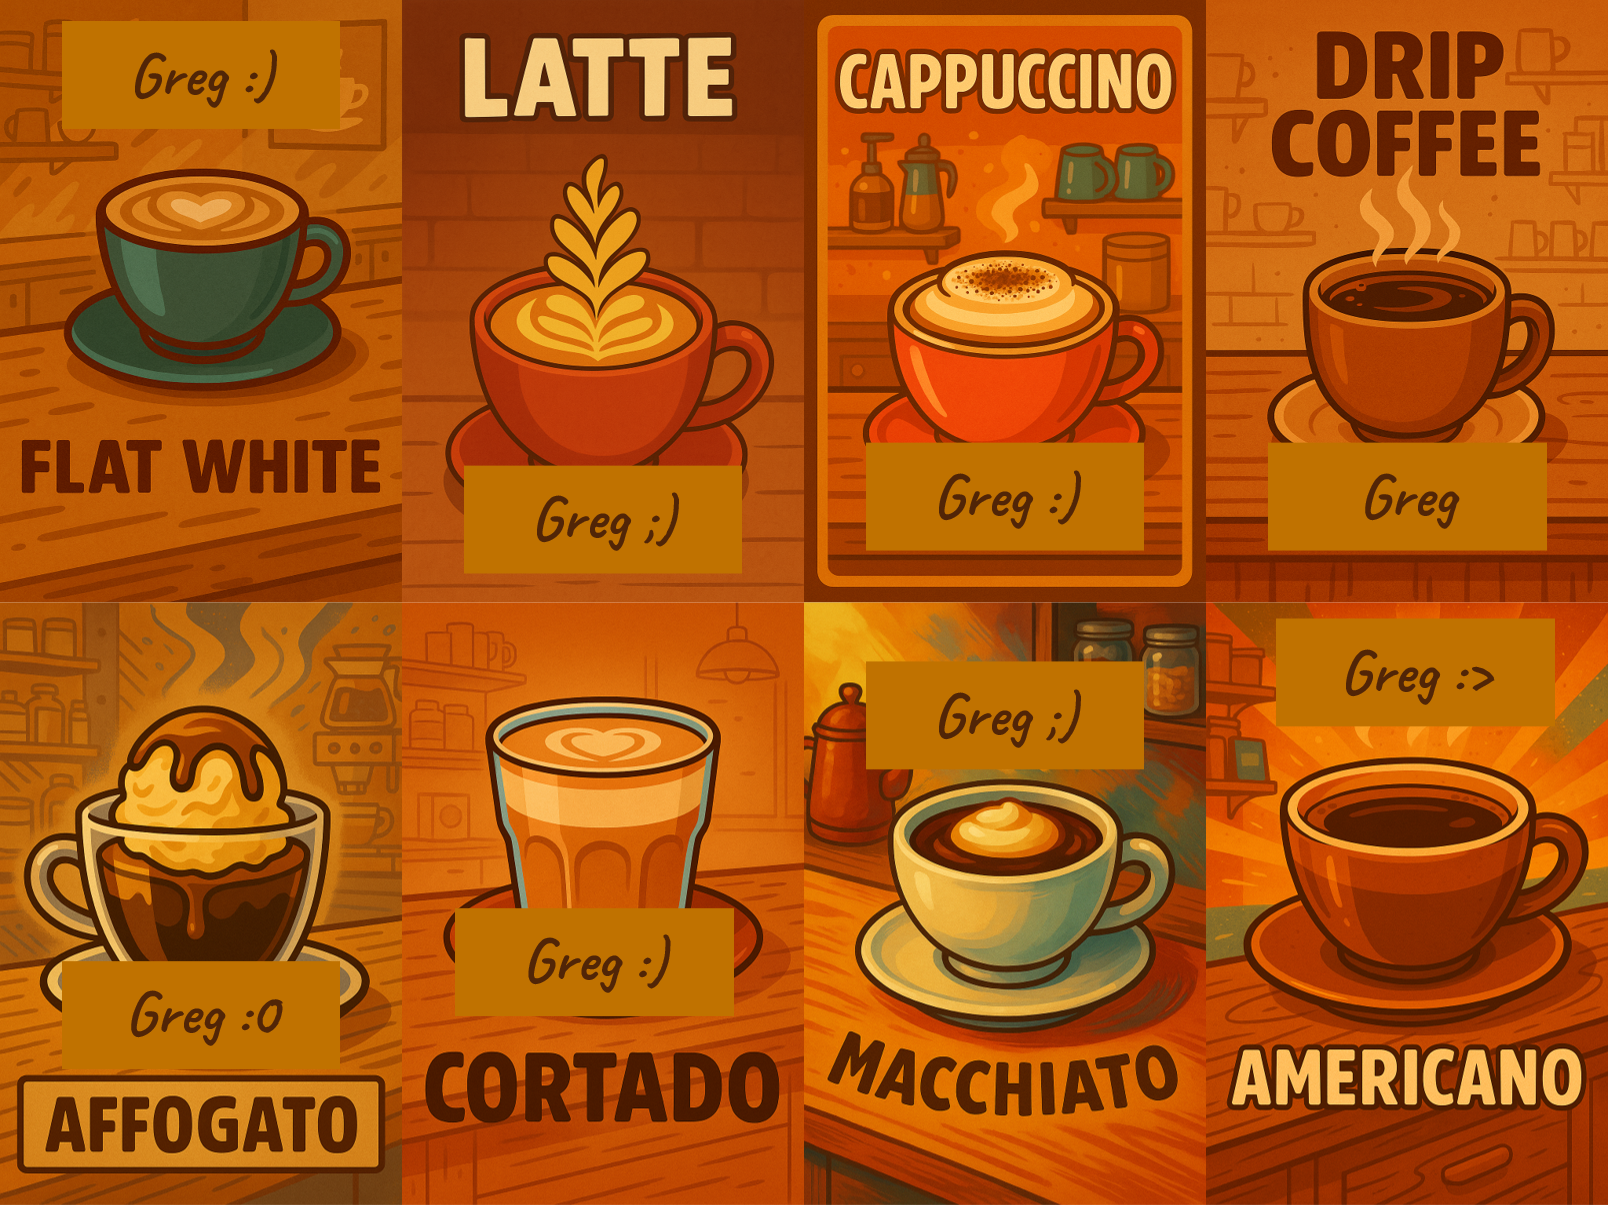 Greg :)
FLAT WHITE
LATTE
Greg ;)
CAPPUCCINO
Greg :)
DRIP
COFFEE
Greg
Greg :O
AFFOGATO
Greg :)
CORTADO
Greg ;)
MACCHIATO
Greg :>
AMERICANO